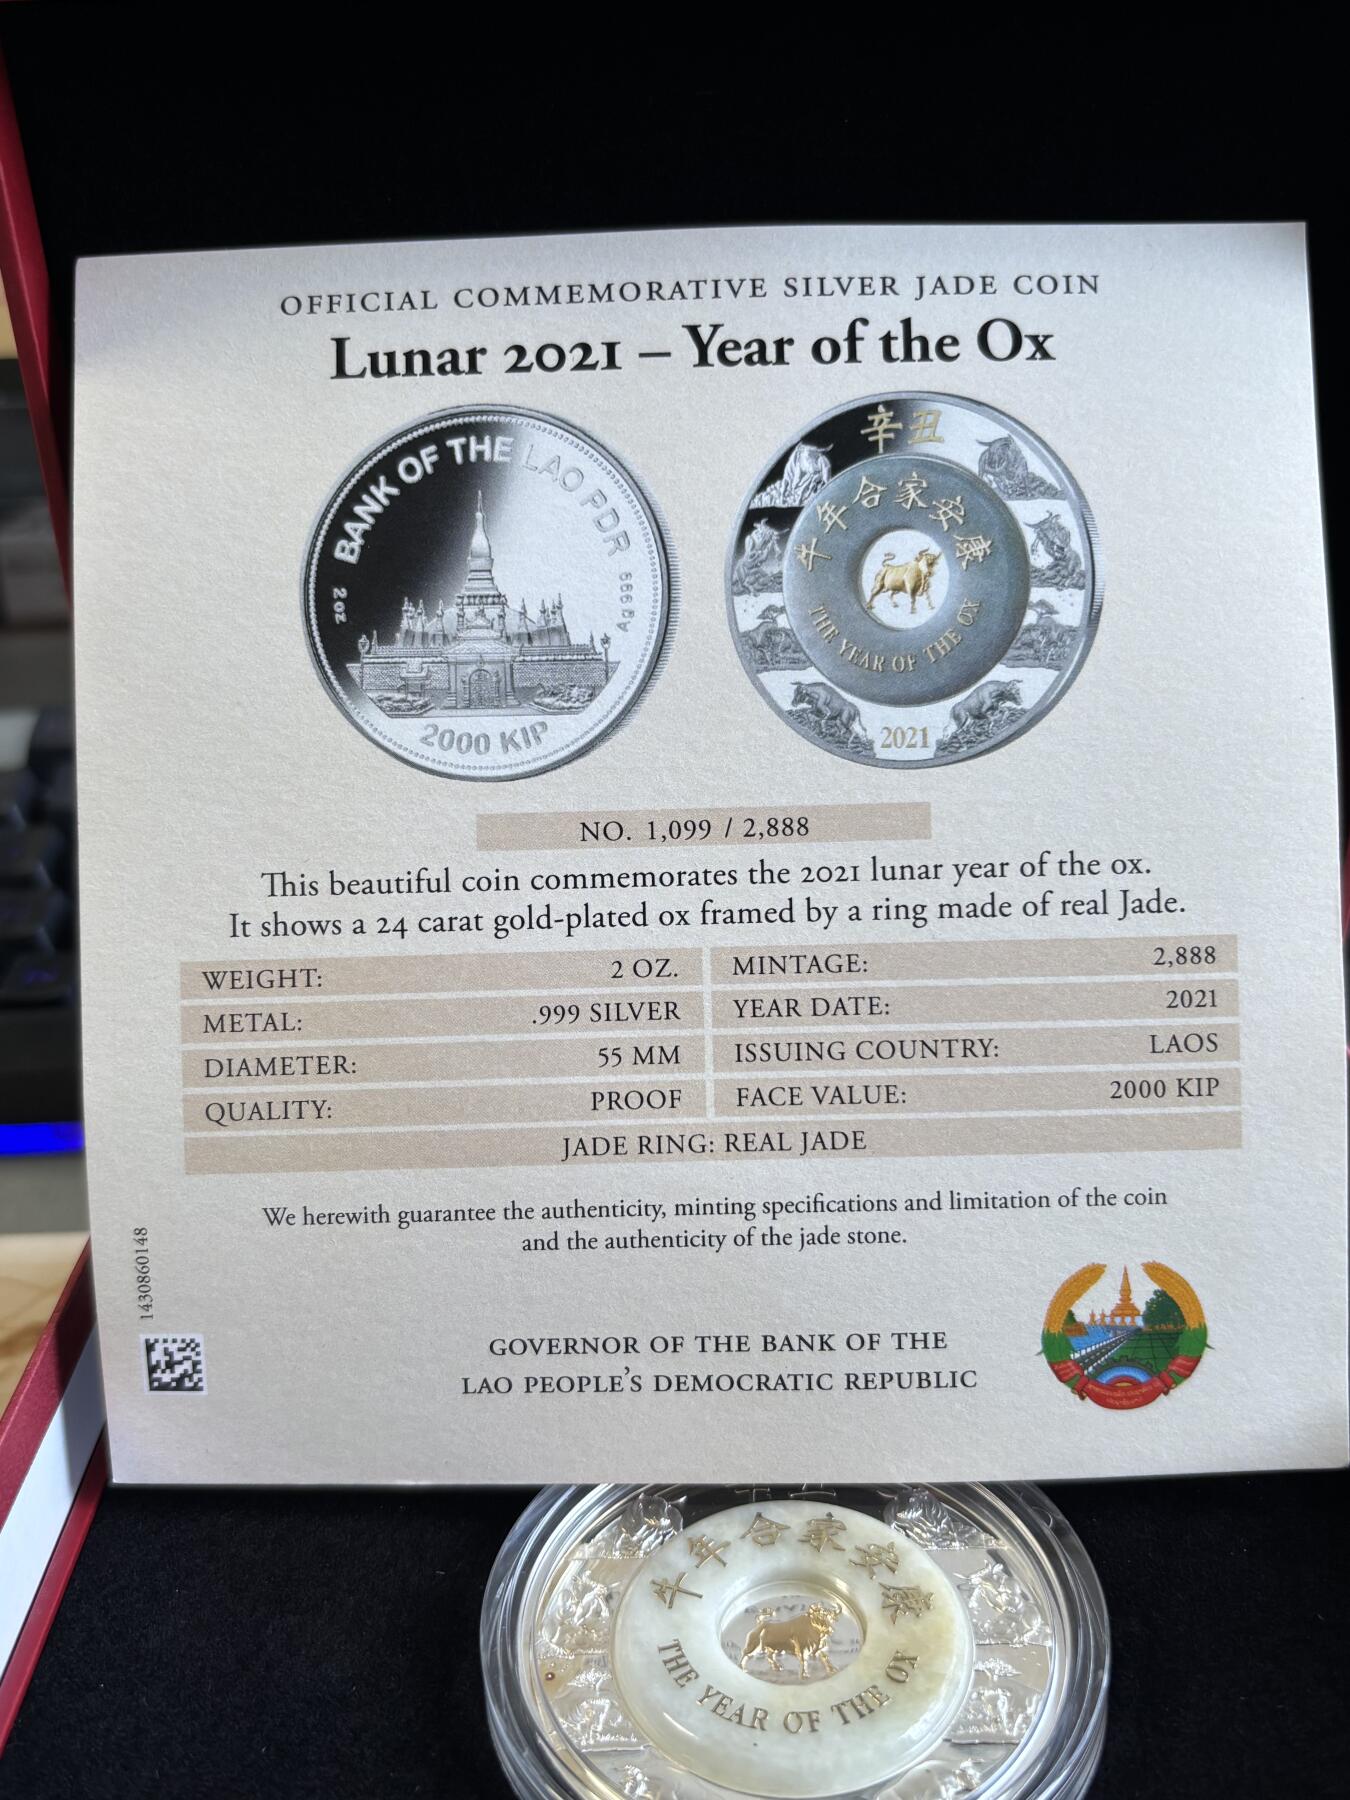 OFFICIAL COMMEMORATIVE SILVER JADE COIN
Lunar 2021 – Year of the Ox
BANK OF THE LAO PDR
2 oz
Ag 999
2000 KIP
辛丑
牛年合家安康
THE YEAR OF THE OX
2021
NO. 1,099 / 2,888
This beautiful coin commemorates the 2021 lunar year of the ox.
It shows a 24 carat gold-plated ox framed by a ring made of real Jade.
WEIGHT: 2 OZ. MINTAGE: 2,888
METAL: .999 SILVER YEAR DATE: 2021
DIAMETER: 55 MM ISSUING COUNTRY: LAOS
QUALITY: PROOF FACE VALUE: 2000 KIP
JADE RING: REAL JADE
We herewith guarantee the authenticity, minting specifications and limitation of the coin
and the authenticity of the jade stone.
1430860148
GOVERNOR OF THE BANK OF THE
LAO PEOPLE'S DEMOCRATIC REPUBLIC
牛年合家安康
THE YEAR OF THE OX